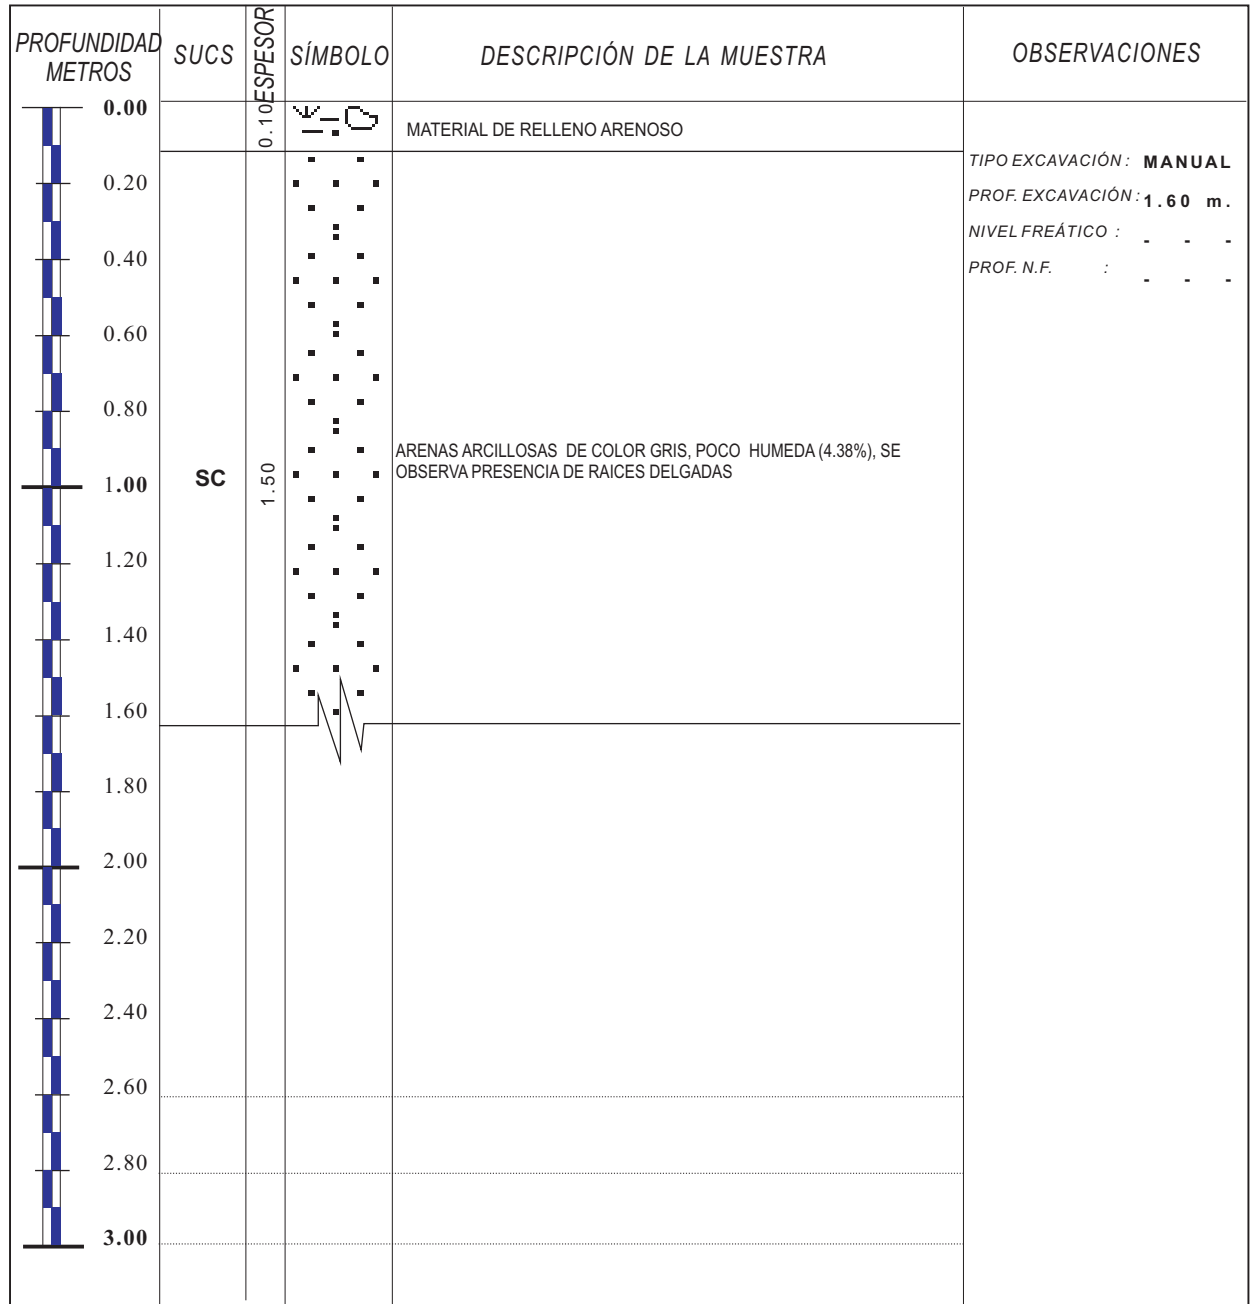 PROFUNDIDAD
METROS
SUCS
ESPESOR
SÍMBOLO
DESCRIPCIÓN DE LA MUESTRA
OBSERVACIONES
0.00
0.10
MATERIAL DE RELLENO ARENOSO
TIPO EXCAVACIÓN : MANUAL
0.20
PROF. EXCAVACIÓN : 1.60 m.
NIVEL FREÁTICO : - - -
0.40
PROF. N.F. : - - -
0.60
0.80
ARENAS ARCILLOSAS DE COLOR GRIS, POCO HUMEDA (4.38%), SE
OBSERVA PRESENCIA DE RAICES DELGADAS
SC
1.50
1.00
1.20
1.40
1.60
1.80
2.00
2.20
2.40
2.60
2.80
3.00